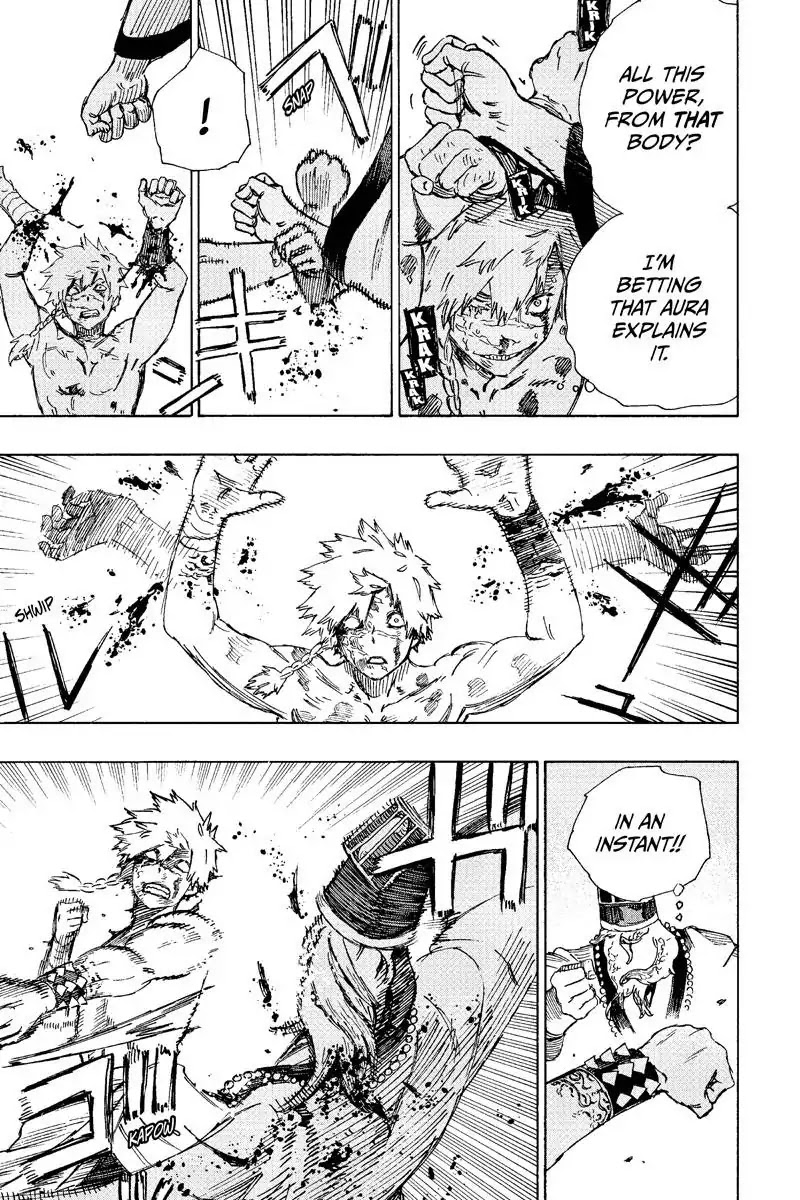 KRIK
ALL THIS
POWER,
FROM THAT
BODY?
KRIK
I'M
BETTING
THAT AURA
EXPLAINS
IT.
KRAK
KRAK
SNAP
!
SHWIP
IN AN
INSTANT!!
KAPOW.